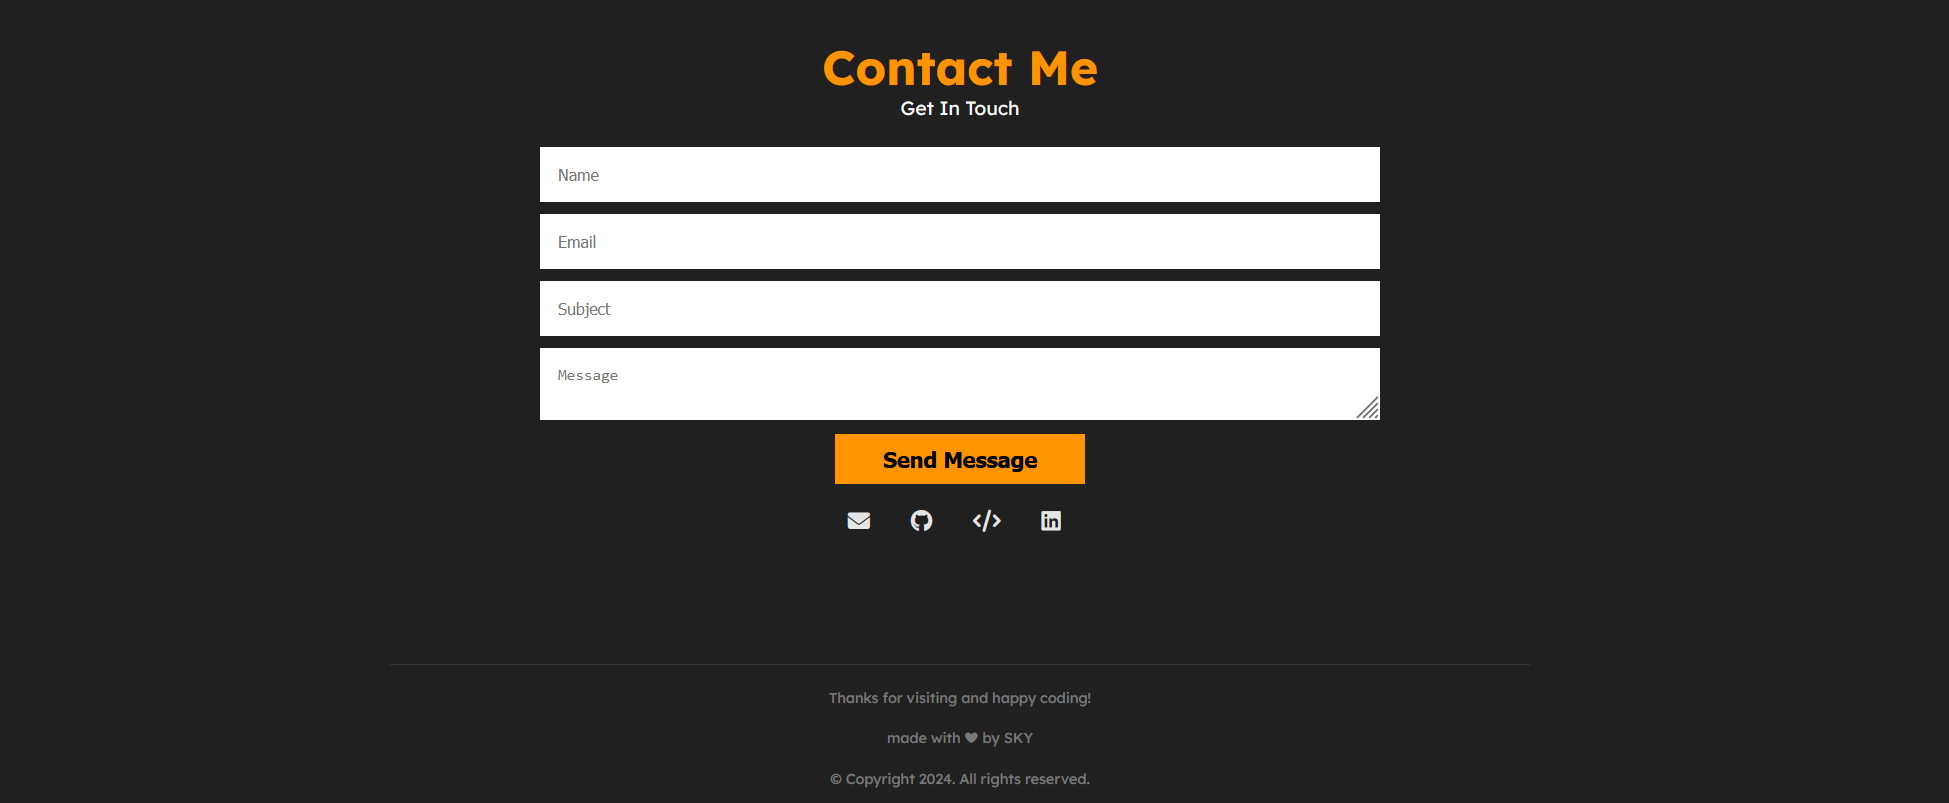 Contact Me
Get In Touch
Name
Email
Subject
Message
Send Message
Thanks for visiting and happy coding!
made with ♥ by SKY
© Copyright 2024. All rights reserved.